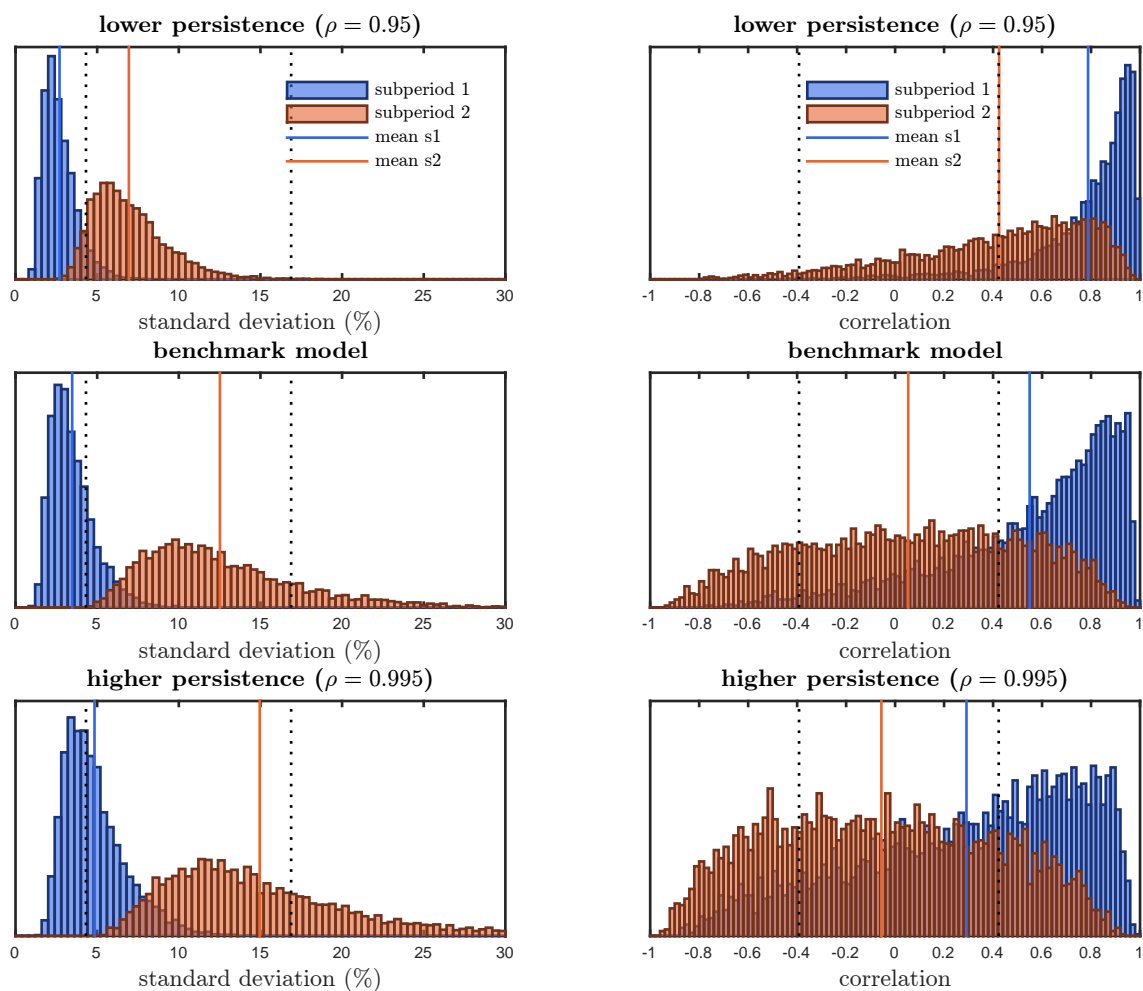 lower persistence (ρ = 0.95)
subperiod 1
subperiod 2
mean s1
mean s2
0 5 10 15 20 25 30
standard deviation (%)
lower persistence (ρ = 0.95)
subperiod 1
subperiod 2
mean s1
mean s2
-1 -0.8 -0.6 -0.4 -0.2 0 0.2 0.4 0.6 0.8 1
correlation
benchmark model
0 5 10 15 20 25 30
standard deviation (%)
benchmark model
-1 -0.8 -0.6 -0.4 -0.2 0 0.2 0.4 0.6 0.8 1
correlation
higher persistence (ρ = 0.995)
0 5 10 15 20 25 30
standard deviation (%)
higher persistence (ρ = 0.995)
-1 -0.8 -0.6 -0.4 -0.2 0 0.2 0.4 0.6 0.8 1
correlation